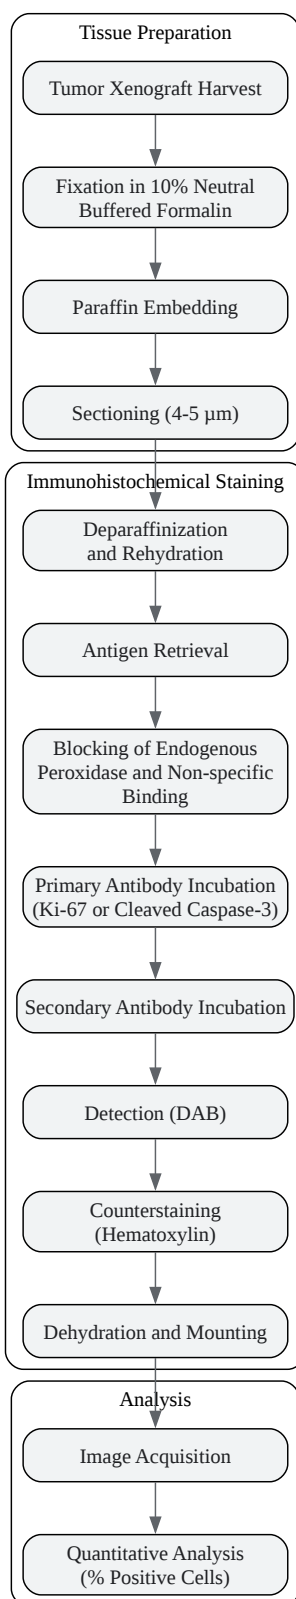 Tissue Preparation
Tumor Xenograft Harvest
Fixation in 10% Neutral
Buffered Formalin
Paraffin Embedding
Sectioning (4-5 µm)
Immunohistochemical Staining
Deparaffinization
and Rehydration
Antigen Retrieval
Blocking of Endogenous
Peroxidase and Non-specific
Binding
Primary Antibody Incubation
(Ki-67 or Cleaved Caspase-3)
Secondary Antibody Incubation
Detection (DAB)
Counterstaining
(Hematoxylin)
Dehydration and Mounting
Analysis
Image Acquisition
Quantitative Analysis
(% Positive Cells)